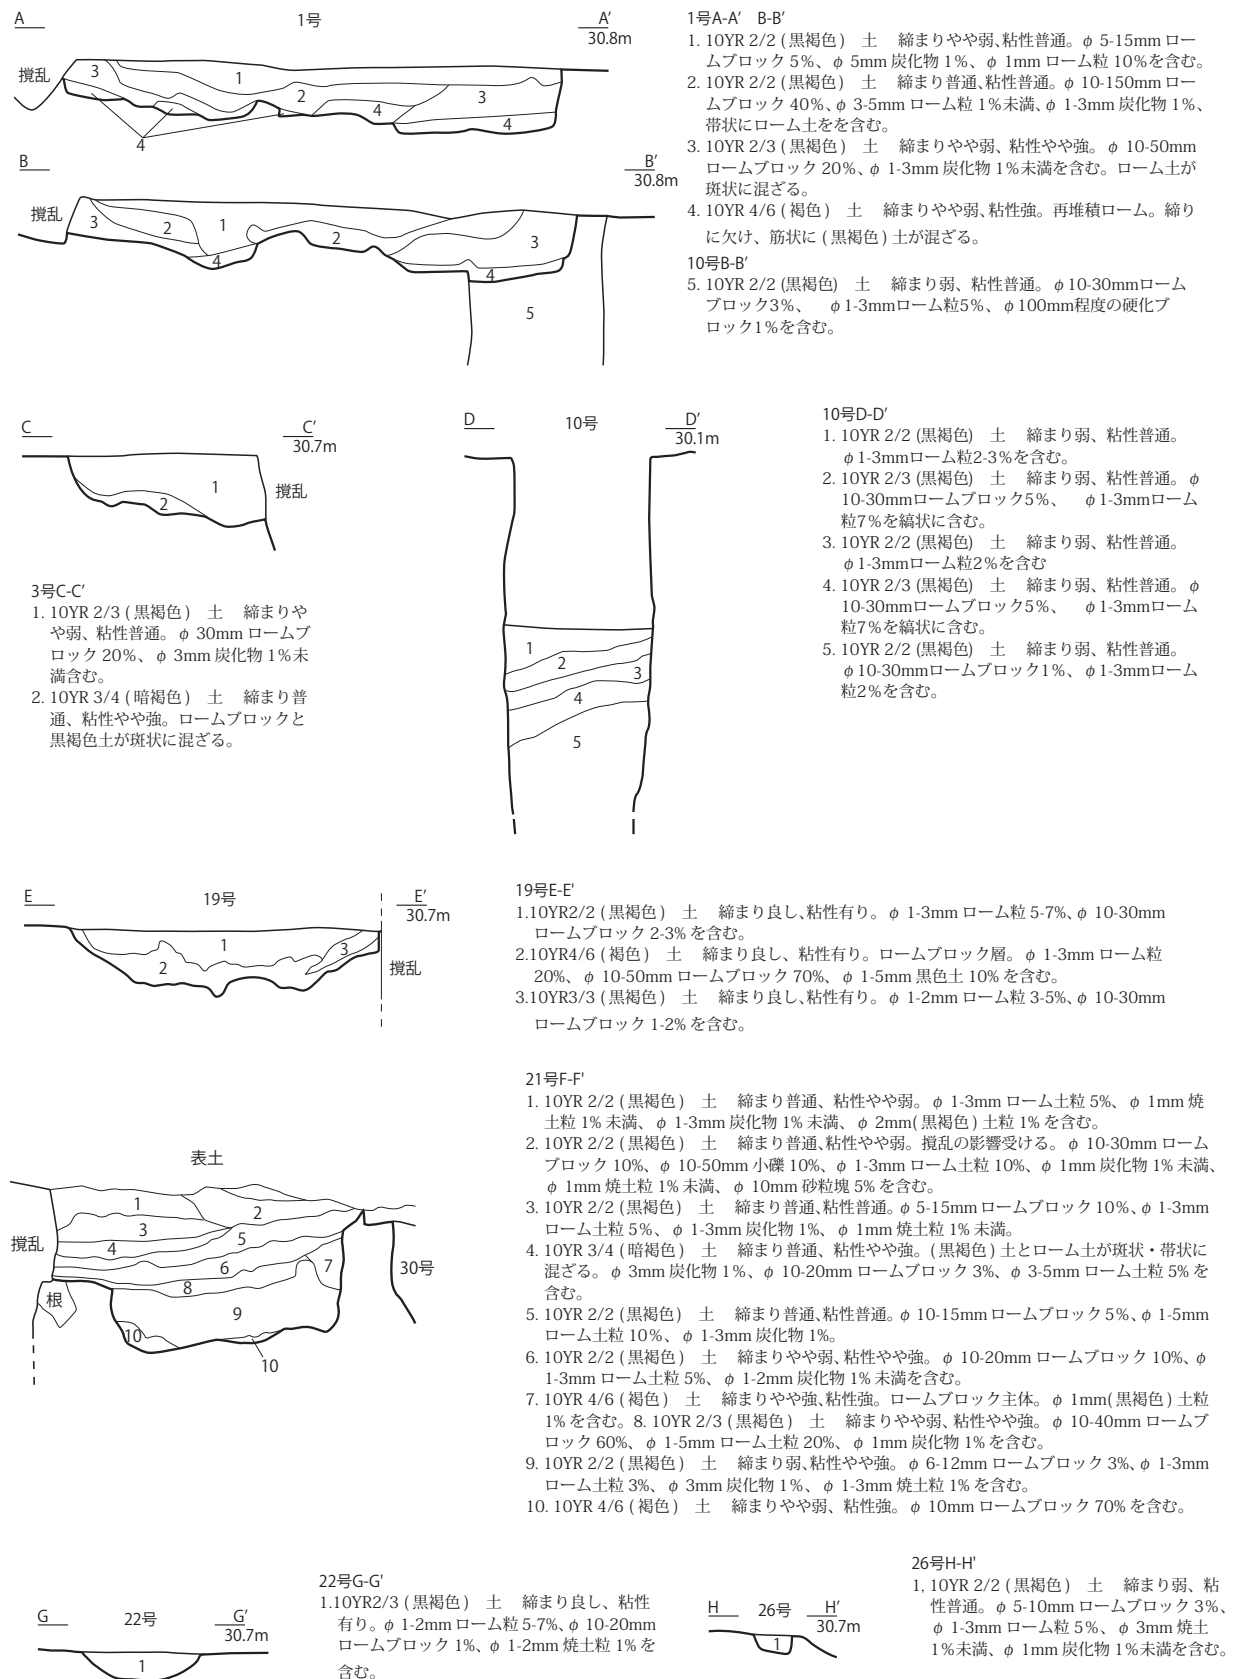 A 1号 A’
30.8m
撹乱
3
1
2
3
4
4
4
B B’
30.8m
撹乱
3
2
1
2
3
4
4
5
1号A-A’ B-B’
1. 10YR 2/2 ( 黒褐色 ) 土 締まりやや弱、粘性普通。φ 5-15mm ロー
ムブロック 5%、φ 5mm 炭化物 1%、φ 1mm ローム粒 10%を含む。
2. 10YR 2/2 ( 黒褐色 ) 土 締まり普通、粘性普通。φ 10-150mm ロー
ムブロック 40%、φ 3-5mm ローム粒 1%未満、φ 1-3mm 炭化物 1%、
帯状にローム土をを含む。
3. 10YR 2/3 ( 黒褐色 ) 土 締まりやや弱、粘性やや強。φ 10-50mm
ロームブロック 20%、φ 1-3mm 炭化物 1%未満を含む。ローム土が
斑状に混ざる。
4. 10YR 4/6 ( 褐色 ) 土 締まりやや弱、粘性強。再堆積ローム。締り
に欠け、筋状に ( 黒褐色 ) 土が混ざる。
10号B-B’
5. 10YR 2/2 (黒褐色) 土 締まり弱、粘性普通。φ10-30mmローム
ブロック3%、 φ1-3mmローム粒5%、φ100mm程度の硬化ブ
ロック1%を含む。
C C’
30.7m
1
2
撹乱
3号C-C’
1. 10YR 2/3 ( 黒褐色 ) 土 締まりや
や弱、粘性普通。φ 30mm ロームブ
ロック 20%、φ 3mm 炭化物 1%未
満含む。
2. 10YR 3/4 ( 暗褐色 ) 土 締まり普
通、粘性やや強。ロームブロックと
黒褐色土が斑状に混ざる。
D 10号 D’
30.1m
1
2
3
4
5
10号D-D’
1. 10YR 2/2 (黒褐色) 土 締まり弱、粘性普通。
φ1-3mmローム粒2-3%を含む。
2. 10YR 2/3 (黒褐色) 土 締まり弱、粘性普通。φ
10-30mmロームブロック5%、 φ1-3mmローム
粒7%を縞状に含む。
3. 10YR 2/2 (黒褐色) 土 締まり弱、粘性普通。
φ1-3mmローム粒2%を含む
4. 10YR 2/3 (黒褐色) 土 締まり弱、粘性普通。φ
10-30mmロームブロック5%、 φ1-3mmローム
粒7%を縞状に含む。
5. 10YR 2/2 (黒褐色) 土 締まり弱、粘性普通。
φ10-30mmロームブロック1%、φ1-3mmローム
粒2%を含む。
E 19号 E’
30.7m
1
2
3
撹乱
19号E-E'
1.10YR2/2 ( 黒褐色 ) 土 締まり良し、粘性有り。φ 1-3mm ローム粒 5-7%、φ 10-30mm
ロームブロック 2-3% を含む。
2.10YR4/6 ( 褐色 ) 土 締まり良し、粘性有り。ロームブロック層。φ 1-3mm ローム粒
20%、φ 10-50mm ロームブロック 70%、φ 1-5mm 黒色土 10% を含む。
3.10YR3/3 ( 黒褐色 ) 土 締まり良し、粘性有り。φ 1-2mm ローム粒 3-5%、φ 10-30mm
ロームブロック 1-2% を含む。
表土
撹乱
根
1
2
3
4
5
6
7
8
9
10
10
30号
21号F-F'
1. 10YR 2/2 ( 黒褐色 ) 土 締まり普通、粘性やや弱。φ 1-3mm ローム土粒 5%、φ 1mm 焼
土粒 1% 未満、φ 1-3mm 炭化物 1% 未満、φ 2mm( 黒褐色 ) 土粒 1% を含む。
2. 10YR 2/2 ( 黒褐色 ) 土 締まり普通、粘性やや弱。撹乱の影響受ける。φ 10-30mm ローム
ブロック 10%、φ 10-50mm 小礫 10%、φ 1-3mm ローム土粒 10%、φ 1mm 炭化物 1% 未満、
φ 1mm 焼土粒 1% 未満、φ 10mm 砂粒塊 5% を含む。
3. 10YR 2/2 ( 黒褐色 ) 土 締まり普通、粘性普通。φ 5-15mm ロームブロック 10%、φ 1-3mm
ローム土粒 5%、φ 1-3mm 炭化物 1%、φ 1mm 焼土粒 1% 未満。
4. 10YR 3/4 ( 暗褐色 ) 土 締まり普通、粘性やや強。( 黒褐色 ) 土とローム土が斑状・帯状に
混ざる。φ 3mm 炭化物 1%、φ 10-20mm ロームブロック 3%、φ 3-5mm ローム土粒 5% を
含む。
5. 10YR 2/2 ( 黒褐色 ) 土 締まり普通、粘性普通。φ 10-15mm ロームブロック 5%、φ 1-5mm
ローム土粒 10%、φ 1-3mm 炭化物 1%。
6. 10YR 2/2 ( 黒褐色 ) 土 締まりやや弱、粘性やや強。φ 10-20mm ロームブロック 10%、φ
1-3mm ローム土粒 5%、φ 1-2mm 炭化物 1% 未満を含む。
7. 10YR 4/6 ( 褐色 ) 土 締まりやや強、粘性強。ロームブロック主体。φ 1mm( 黒褐色 ) 土粒
1% を含む。8. 10YR 2/3 ( 黒褐色 ) 土 締まりやや弱、粘性やや強。φ 10-40mm ロームブ
ロック 60%、φ 1-5mm ローム土粒 20%、φ 1mm 炭化物 1% を含む。
9. 10YR 2/2 ( 黒褐色 ) 土 締まり弱、粘性やや強。φ 6-12mm ロームブロック 3%、φ 1-3mm
ローム土粒 3%、φ 3mm 炭化物 1%、φ 1-3mm 焼土粒 1% を含む。
10. 10YR 4/6 ( 褐色 ) 土 締まりやや弱、粘性強。φ 10mm ロームブロック 70% を含む。
G 22号 G’
30.7m
1
22号G-G'
1.10YR2/3 ( 黒褐色 ) 土 締まり良し、粘性
有り。φ 1-2mm ローム粒 5-7%、φ 10-20mm
ロームブロック 1%、φ 1-2mm 焼土粒 1% を
含む。
H 26号 H’
30.7m
1
26号H-H'
1, 10YR 2/2 ( 黒褐色 ) 土 締まり弱、粘
性普通。φ 5-10mm ロームブロック 3%、
φ 1-3mm ローム粒 5%、φ 3mm 焼土
1%未満、φ 1mm 炭化物 1%未満を含む。